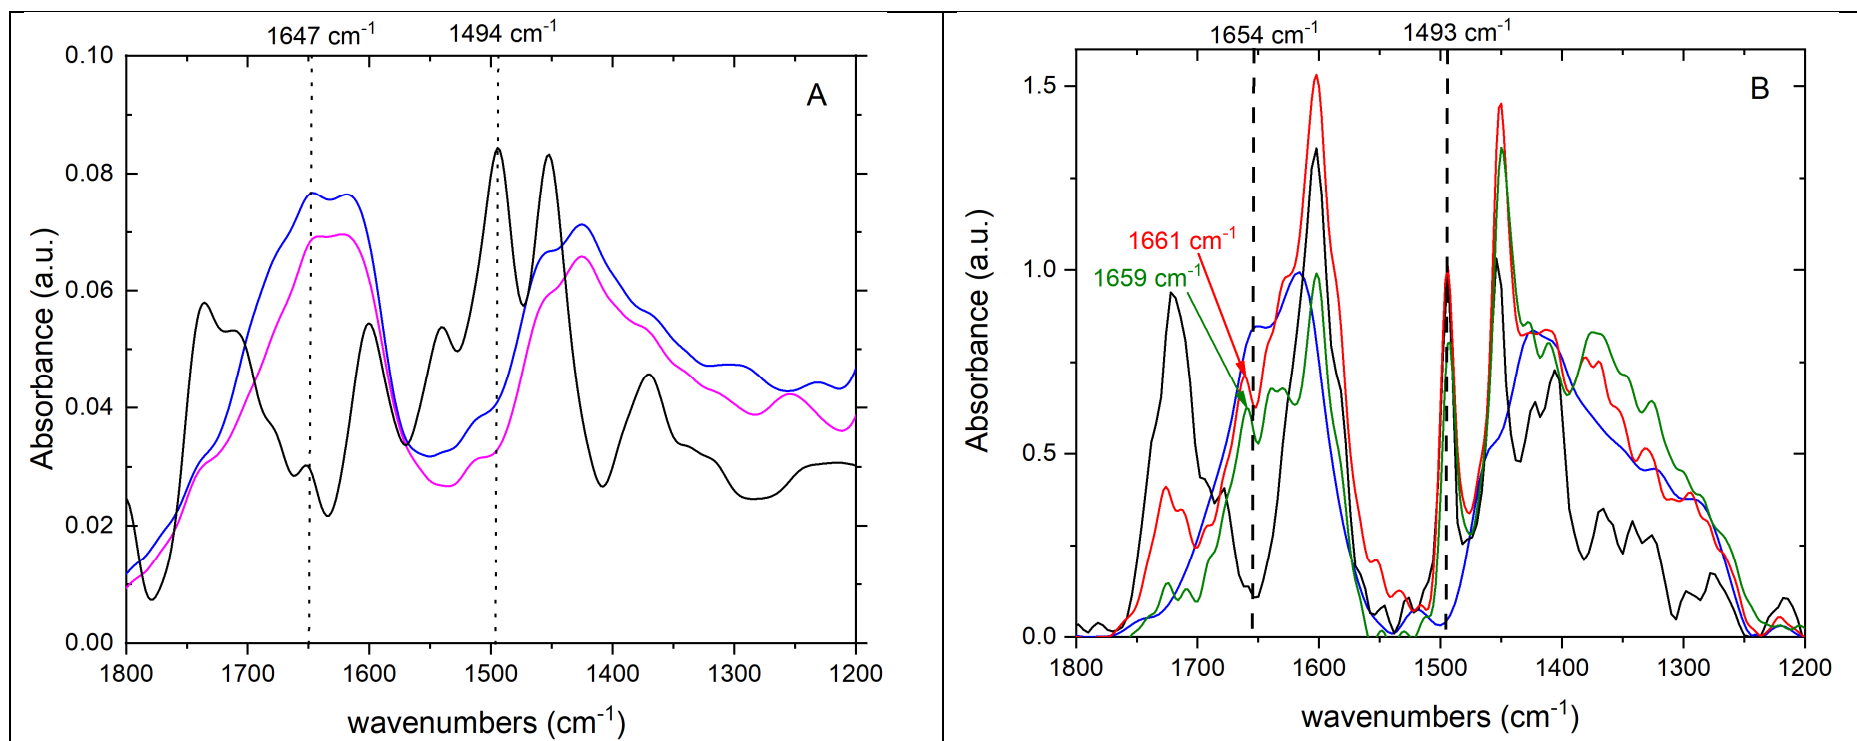 1647 cm⁻¹ 1494 cm⁻¹
A
0.10
0.08
0.06
0.04
0.02
0.00
Absorbance (a.u.)
1800 1700 1600 1500 1400 1300 1200
wavenumbers (cm⁻¹)
1654 cm⁻¹ 1493 cm⁻¹
B
1.5
1.0
0.5
0.0
Absorbance (a.u.)
1661 cm⁻¹
1659 cm⁻¹
1800 1700 1600 1500 1400 1300 1200
wavenumbers (cm⁻¹)